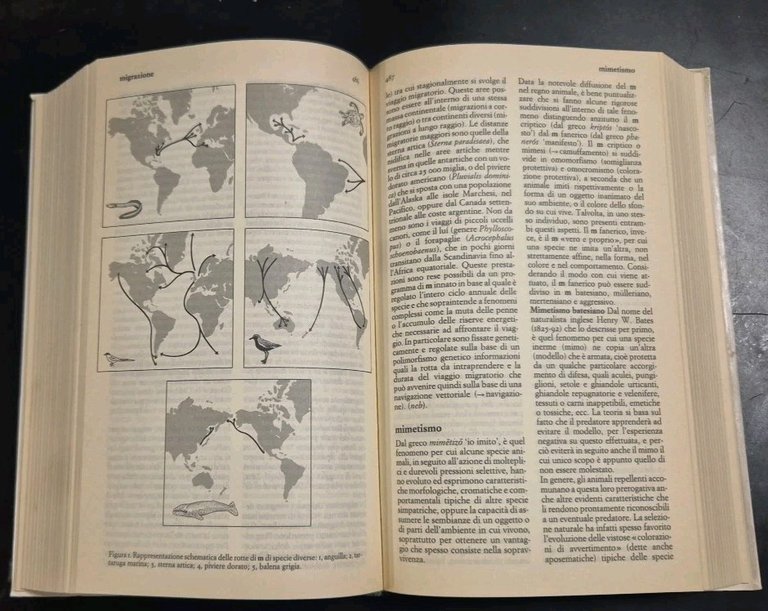 migrazione
Figura 1. Rappresentazione schematica delle rotte di m di specie diverse: 1, anguilla; 2, tar-
taruga marina; 3, sterna artica; 4, piviere dorato; 5, balena grigia.
487
mimetismo
le) tra cui stagionalmente si svolge il
viaggio migratorio. Queste aree pos-
sono essere all'interno di una stessa
massa continentale (migrazioni a cor-
to raggio) o tra continenti diversi (mi-
grazioni a lungo raggio). Le distanze
migratorie maggiori sono quelle della
sterna artica (Sterna paradisaea), che
nidifica nelle aree artiche mentre
sverna in quelle antartiche con un vo-
lo di circa 25 000 miglia, o del piviere
dorato americano (Pluvialis domini-
ca) che si sposta con una popolazione
dall'Alaska alle isole Marchesi, nel
Pacifico, oppure dal Canada setten-
trionale alle coste argentine. Non da
meno sono i viaggi di piccoli uccelli
canori, come il luì (genere Phyllosco-
pus) o il forapaglie (Acrocephalus
schoenobaenus), che in pochi giorni
transitano dalla Scandinavia fino al-
l'Africa equatoriale. Queste presta-
zioni sono rese possibili da un pro-
gramma di m innato in base al quale è
regolato l'intero ciclo annuale delle
specie e che sopraintende a fenomeni
complessi come la muta delle penne
o l'accumulo delle riserve energeti-
che necessarie ad affrontare il viag-
gio. In particolare sono fissate geneti-
camente e regolate sulla base di un
polimorfismo genetico informazioni
quali la rotta da intraprendere e la
durata del viaggio migratorio che
può avvenire quindi sulla base di una
navigazione vettoriale (→navigazio-
ne). (ncb).
mimetismo
Dal greco mimêtizō 'io imito', è quel
fenomeno per cui alcune specie ani-
mali, in seguito all'azione di moltepli-
ci e durevoli pressioni selettive, han-
no evoluto ed esprimono caratteristi-
che morfologiche, cromatiche e com-
portamentali tipiche di altre specie
simpatriche, oppure la capacità di as-
sumere le sembianze di un oggetto o
di parti dell'ambiente in cui vivono,
soprattutto per ottenere un vantag-
gio che spesso consiste nella soprav-
vivenza.
Data la notevole diffusione del m
nel regno animale, è bene puntualiz-
zare che si fanno alcune rigorose
suddivisioni all'interno di tale feno-
meno distinguendo anzitutto il m
criptico (dal greco kriptós 'nasco-
sto') dal m fanerico (dal greco pha-
nerós 'manifesto'). Il m criptico o
mimesi (→camuffamento) si suddi-
vide in omomorfismo (somiglianza
protettiva) e omocromismo (colora-
zione protettiva), a seconda che un
animale imiti rispettivamente o la
forma di un oggetto inanimato del
suo ambiente, o il colore dello sfon-
do su cui vive. Talvolta, in uno stes-
so individuo, sono presenti entram-
bi questi aspetti. Il m fanerico, inve-
ce, è il m «vero e proprio», per cui
una specie ne imita un'altra, non
strettamente affine, nella forma, nel
colore e nel comportamento. Consi-
derando il modo con cui viene at-
tuato, il m fanerico può essere sud-
diviso in m batesiano, mülleriano,
mertensiano e aggressivo.
Mimetismo batesiano Dal nome del
naturalista inglese Henry W. Bates
(1825-92) che lo descrisse per primo,
è quel fenomeno per cui una specie
inerme (mimo) ne copia un'altra
(modello) che è armata, cioè protetta
da un qualche particolare accorgi-
mento di difesa, quali aculei, pungi-
glioni, setole e ghiandole urticanti,
ghiandole repugnatorie e velenifere,
tessuti o carni inappetibili, emetiche
o tossiche, ecc. La teoria si basa sul
fatto che il predatore apprenderà ad
evitare il modello, per l'esperienza
negativa su questo effettuata, e per-
ciò eviterà in seguito anche il mimo il
cui unico scopo è appunto quello di
non essere molestato.
In genere, gli animali repellenti acco-
munano a questa loro prerogativa an-
che altre evidenti caratteristiche che
li rendono prontamente riconoscibili
a un eventuale predatore. La selezio-
ne naturale ha infatti spesso favorito
l'evoluzione delle vistose «colorazio-
ni di avvertimento» (dette anche
aposematiche) tipiche delle specie